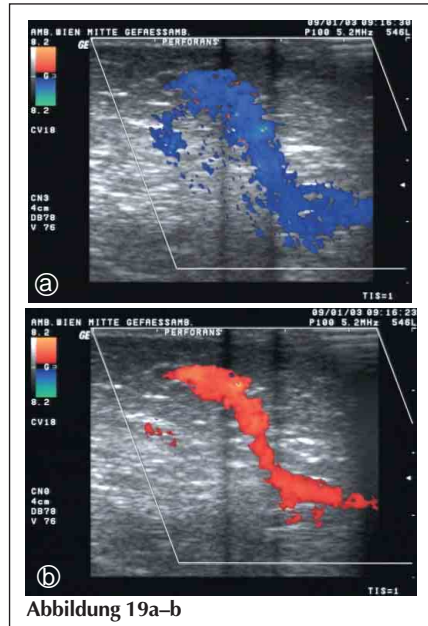 09/01/03 09:16:30
AMB.WIEN MITTE GEFAESSAMB. P100 5.2MHz 546L
8.2 GE PERFORANS
G
8.2
CV18
CN3
4cm
DB78
V 76
TIS=1
a
09/01/03 09:16:23
AMB.WIEN MITTE GEFAESSAMB. P100 5.2MHz 546L
8.2 GE PERFORANS
G
8.2
CV18
CN0
4cm
DB78
V 76
TIS=1
b
Abbildung 19a–b